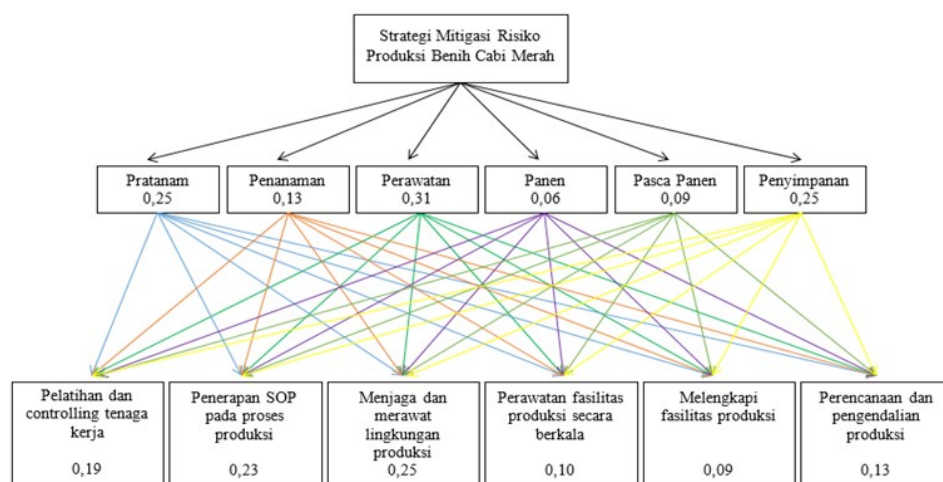 Strategi Mitigasi Risiko
Produksi Benih Cabi Merah
Pratanam
0,25
Penanaman
0,13
Perawatan
0,31
Panen
0,06
Pasca Panen
0,09
Penyimpanan
0,25
Pelatihan dan
controlling tenaga
kerja
0,19
Penerapan SOP
pada proses
produksi
0,23
Menjaga dan
merawat
lingkungan
produksi
0,25
Perawatan fasilitas
produksi secara
berkala
0,10
Melengkapi
fasilitas produksi
0,09
Perencanaan dan
pengendalian
produksi
0,13